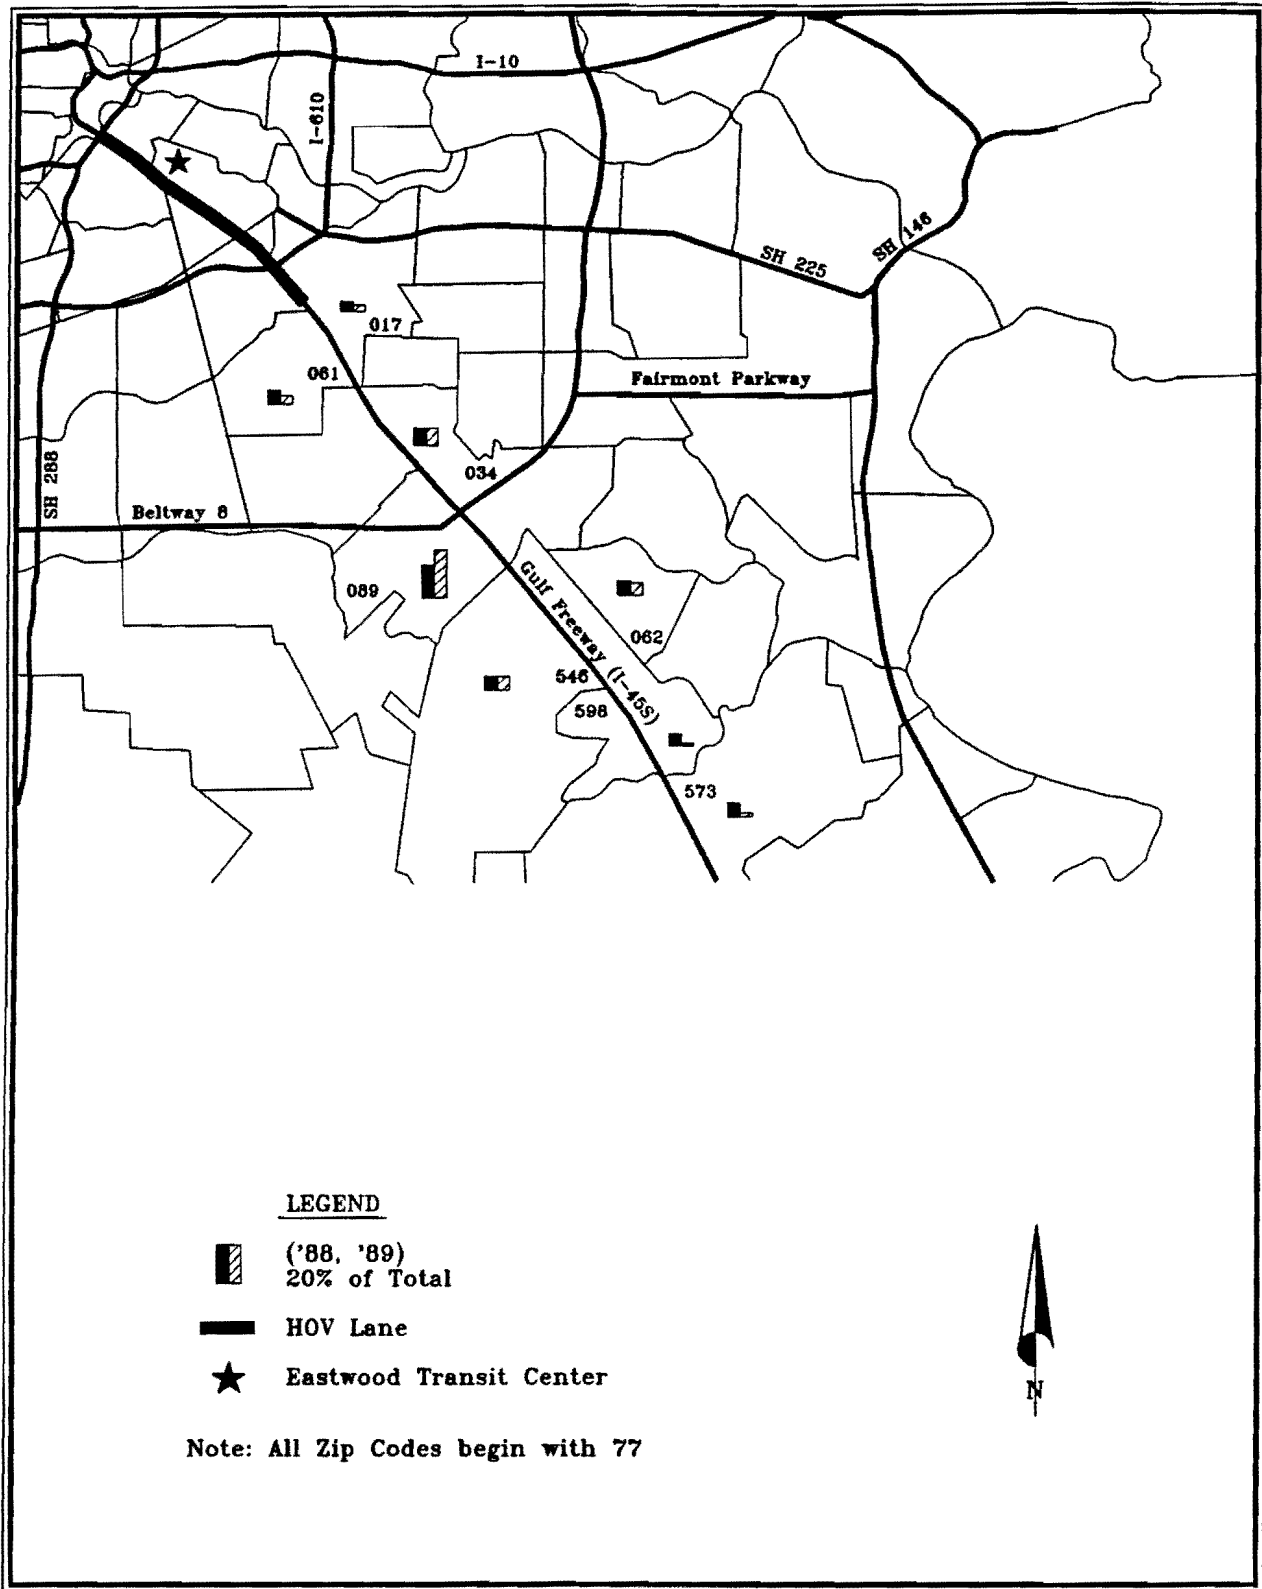 I-10
I-610
SH 146
SH 225
017
061
Fairmont Parkway
034
SH 288
Beltway 8
089
Gulf Freeway (I-45S)
062
546
598
573
LEGEND
('88, '89)
20% of Total
HOV Lane
Eastwood Transit Center
N
Note: All Zip Codes begin with 77